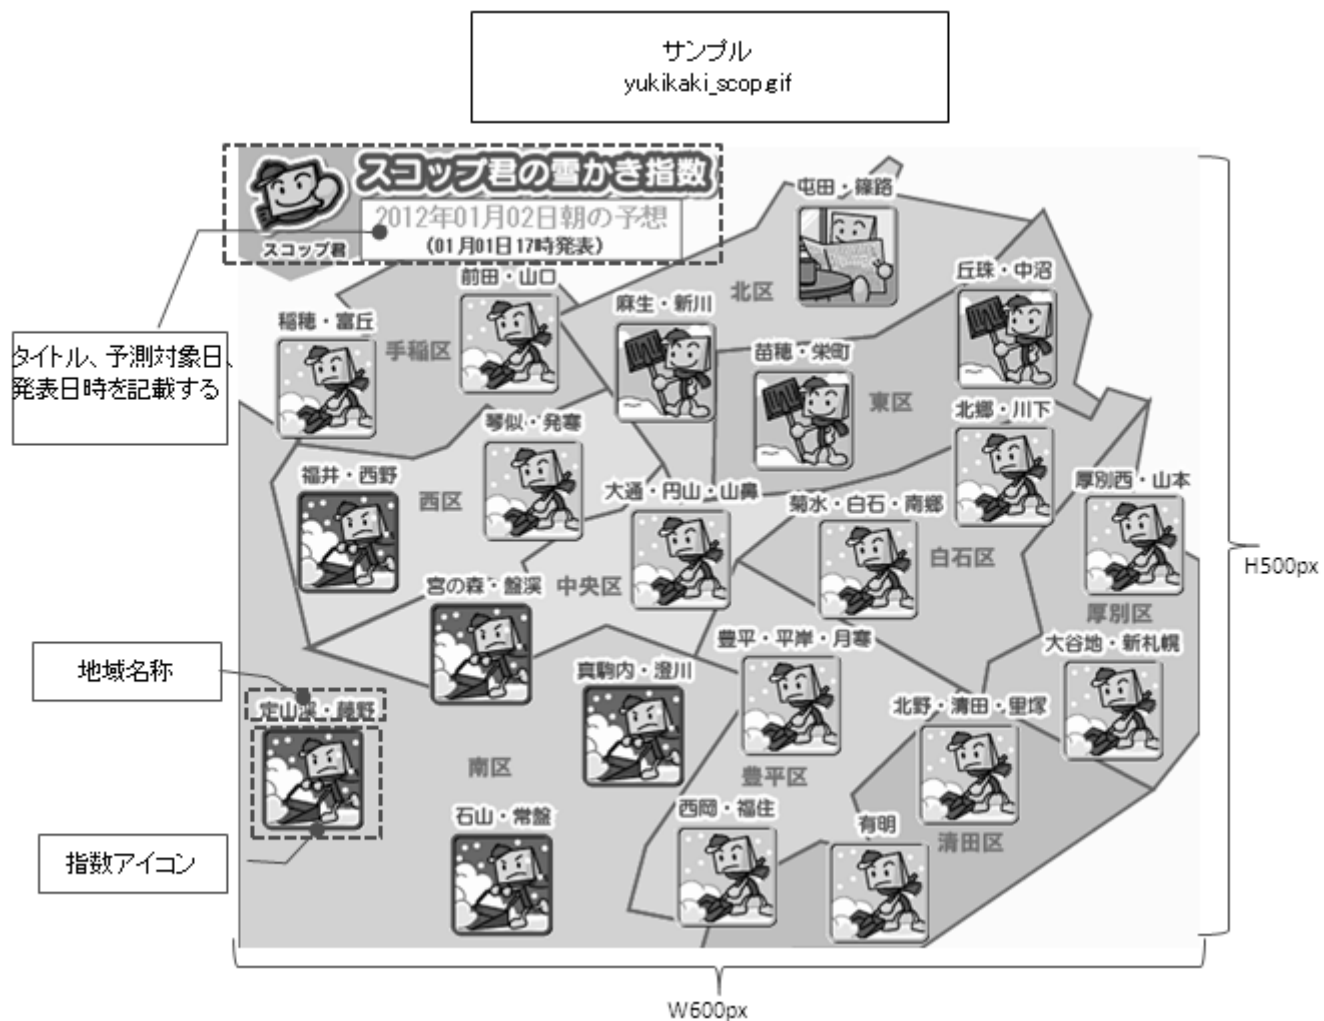 サンプル
yukikaki_scop.gif
スコップ君の雪かき指数
2012年01月02日朝の予想
(01月01日17時発表)
スコップ君
屯田・篠路
前田・山口
丘珠・中沼
北区
麻生・新川
稲穂・富丘
手稲区
苗穂・栄町
タイトル、予測対象日、
発表日時を記載する
東区
北郷・川下
琴似・発寒
福井・西野
厚別西・山本
西区
大通・円山・山鼻
菊水・白石・南郷
白石区
H500px
宮の森・盤渓
中央区
厚別区
豊平・平岸・月寒
大谷地・新札幌
地域名称
真駒内・澄川
定山渓・藤野
北野・清田・里塚
南区
豊平区
石山・常盤
西岡・福住
有明
清田区
指数アイコン
W600px